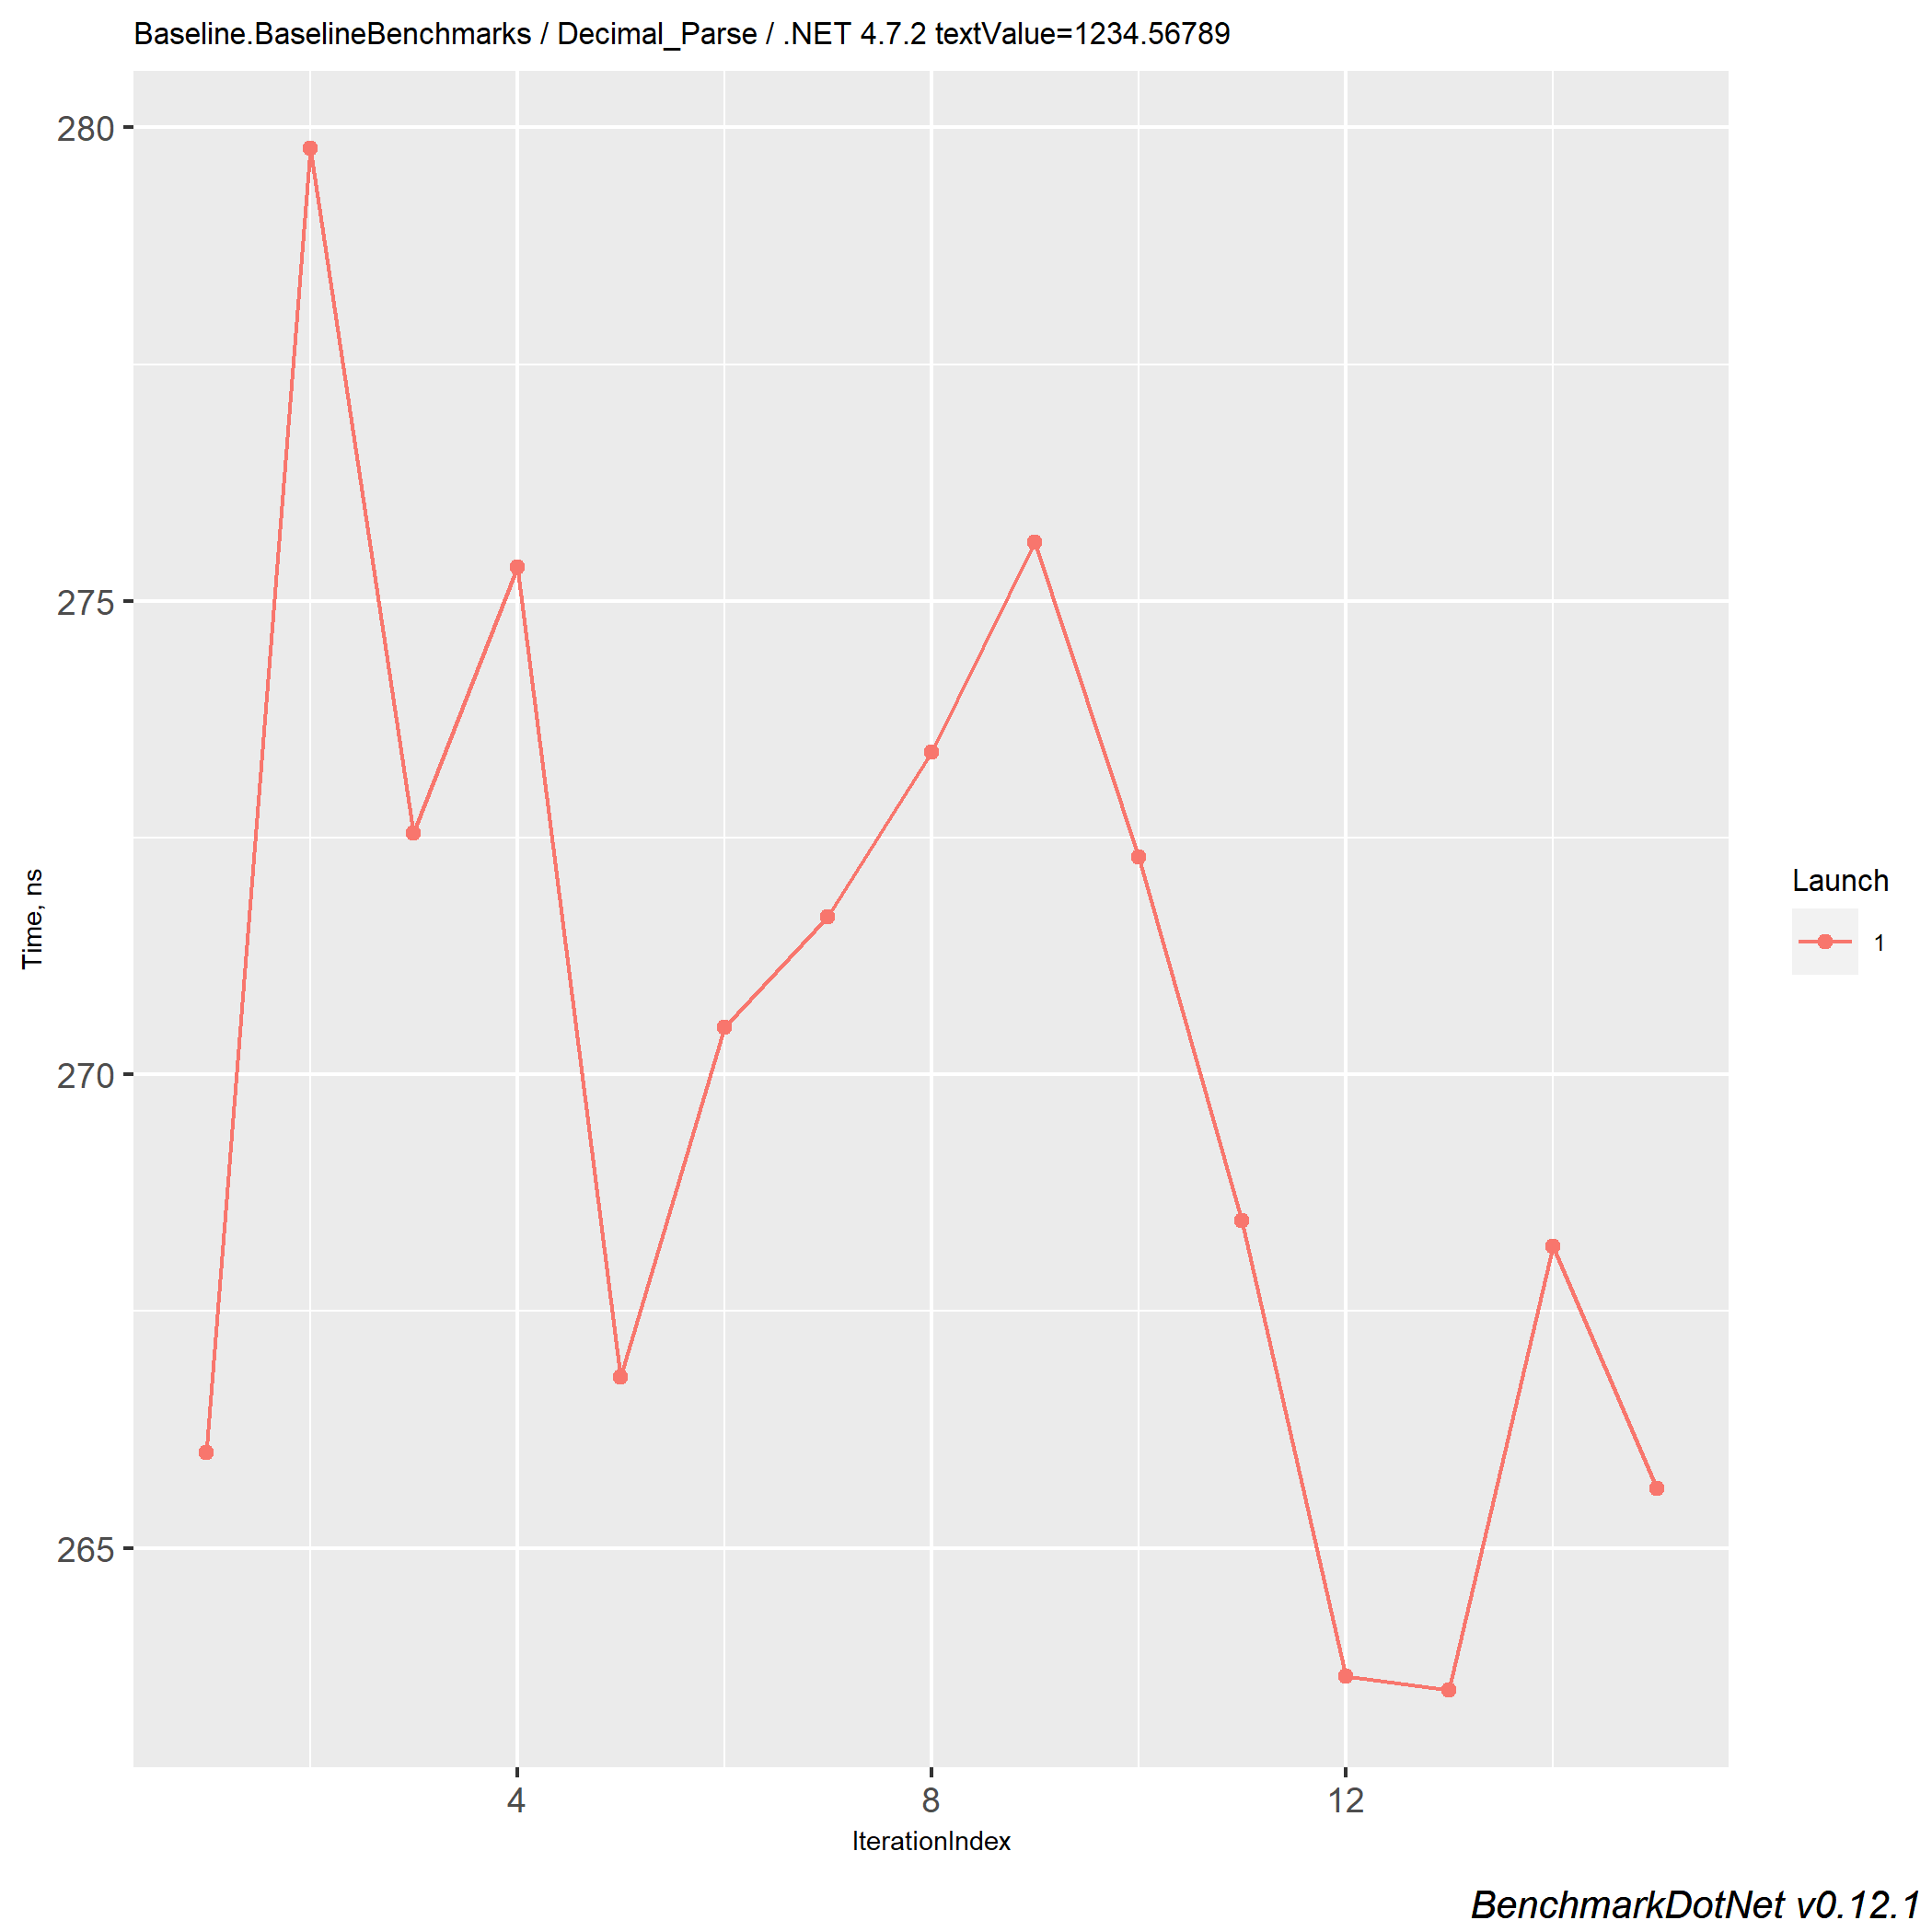 Baseline.BaselineBenchmarks / Decimal_Parse / .NET 4.7.2 textValue=1234.56789
280
275
270
265
Time, ns
4 8 12
IterationIndex
Launch
1
BenchmarkDotNet v0.12.1